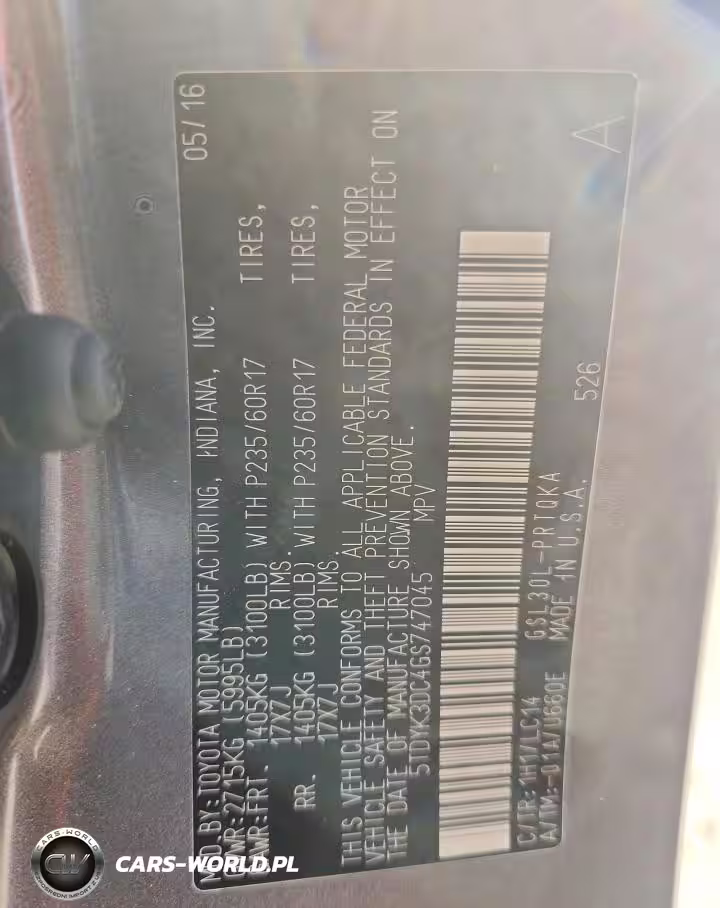 MFD.BY:TOYOTA MOTOR MANUFACTURING, INDIANA, INC. 05/16
GVWR:2715KG (5995LB)
GAWR:FRT. 1405KG (3100LB) WITH P235/60R17 TIRES,
17X7J RIMS.
RR. 1405KG (3100LB) WITH P235/60R17 TIRES,
17X7J RIMS.
THIS VEHICLE CONFORMS TO ALL APPLICABLE FEDERAL MOTOR
VEHICLE SAFETY AND THEFT PREVENTION STANDARDS IN EFFECT ON
THE DATE OF MANUFACTURE SHOWN ABOVE.
5TDYK3DC4GS747045 MPV
C/TR:1H1/LC14 GSL30L-PRTQKA 526
A/TM:-01A/U660E MADE IN U.S.A.
A
CARS-WORLD
CW
CARS-WORLD.PL